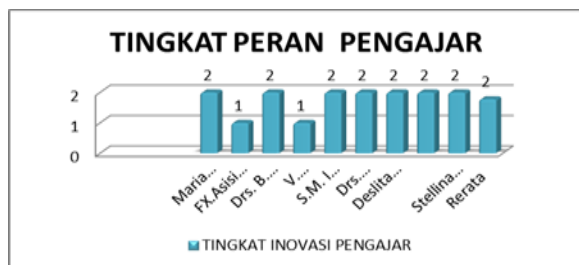 TINGKAT PERAN PENGAJAR
2 1 2 1 2 2 2 2 2 2
2
1
0
Maria...
FX.Asisi...
Drs. B....
V....
S.M. I...
Drs....
Deslita...
Stellina...
Rerata
TINGKAT INOVASI PENGAJAR